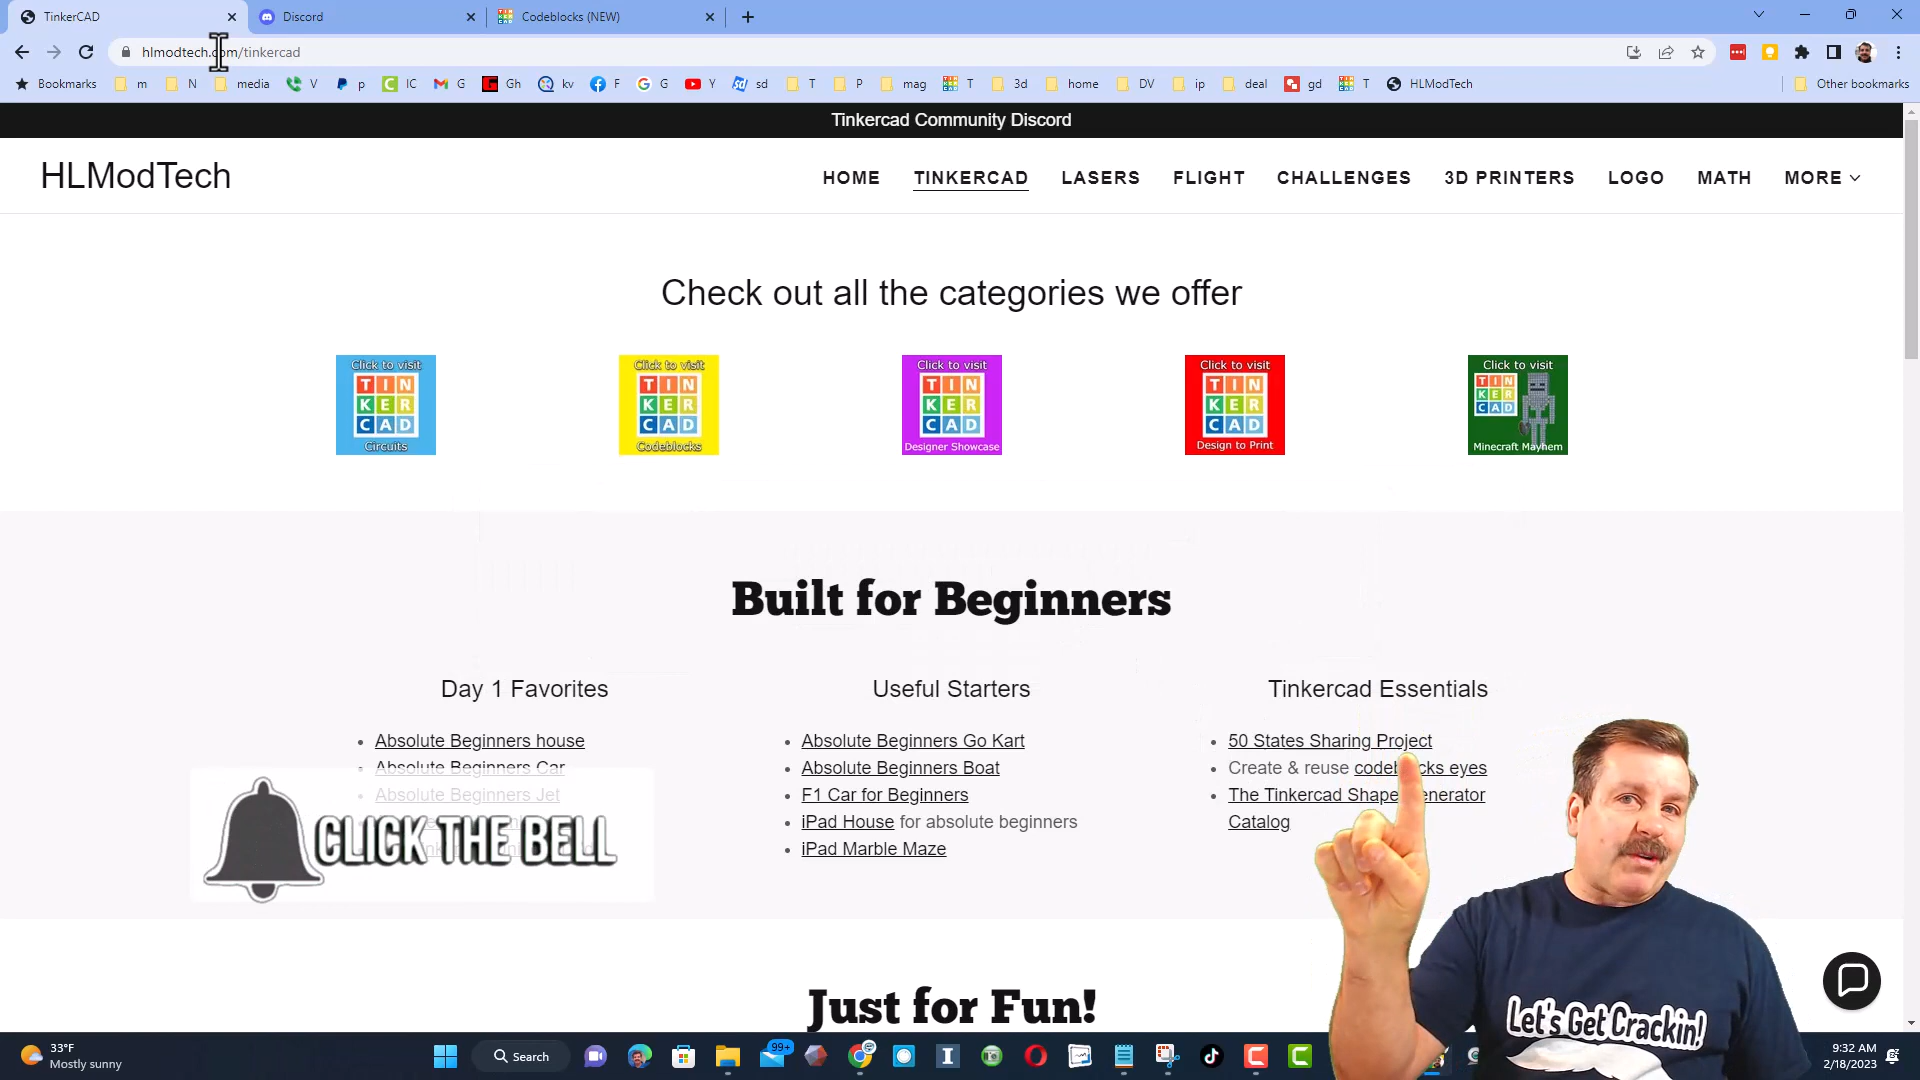 TinkerCAD
Discord
Codeblocks (NEW)
hlmodtech.com/tinkercad
Bookmarks m N media V p IC G Gh kv F G Y sd T P mag T 3d home DV ip deal gd T HLModTech Other bookmarks
Tinkercad Community Discord
HLModTech
HOME TINKERCAD LASERS FLIGHT CHALLENGES 3D PRINTERS LOGO MATH MORE
Check out all the categories we offer
Click to visit
TIN
KER
CAD
Circuits
Click to visit
TIN
KER
CAD
Codeblocks
Click to visit
TIN
KER
CAD
Designer Showcase
Click to visit
TIN
KER
CAD
Design to Print
Click to visit
TIN
KER
CAD
Minecraft Mayhem
Built for Beginners
Day 1 Favorites
Absolute Beginners house
Absolute Beginners Car
Absolute Beginners Jet
CLICK THE BELL
Useful Starters
Absolute Beginners Go Kart
Absolute Beginners Boat
F1 Car for Beginners
iPad House for absolute beginners
iPad Marble Maze
Tinkercad Essentials
50 States Sharing Project
Create & reuse codeblocks eyes
The Tinkercad Shape Generator
Catalog
Just for Fun!
Let's Get Crackin!
33°F
Mostly sunny
Search
99+
9:32 AM
2/18/2023